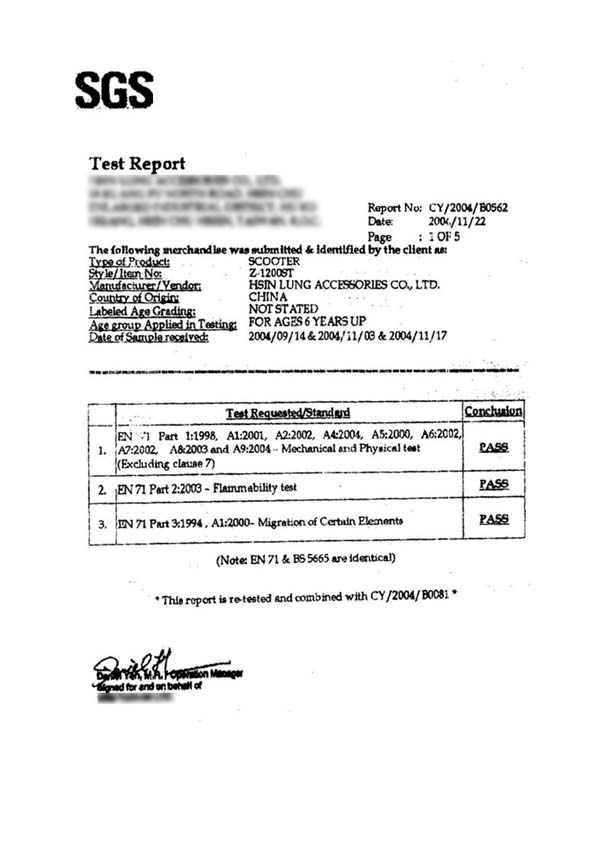 SGS
Test Report
Report No: CY/2004/B0562
Date: 2004/11/22
Page : 1 OF 5
The following merchandise was submitted & identified by the client as:
Type of Product: SCOOTER
Style/Item No: Z-1200ST
Manufacturer/Vendor: HSIN LUNG ACCESSORIES CO., LTD.
Country of Origin: CHINA
Labeled Age Grading: NOT STATED
Age group Applied in Testing: FOR AGES 6 YEARS UP
Date of Sample received: 2004/09/14 & 2004/11/03 & 2004/11/17
Test Requested/Standard Conclusion
1. EN 71 Part 1:1998, A1:2001, A2:2002, A4:2004, A5:2000, A6:2002, PASS
A7:2002, A8:2003 and A9:2004 – Mechanical and Physical test
(Excluding clause 7)
2. EN 71 Part 2:2003 – Flammability test PASS
3. EN 71 Part 3:1994, A1:2000– Migration of Certain Elements PASS
(Note: EN 71 & BS 5665 are identical)
* This report is re-tested and combined with CY/2004/B0081 *
Daniel Yeh, M.R. / Operation Manager
Signed for and on behalf of